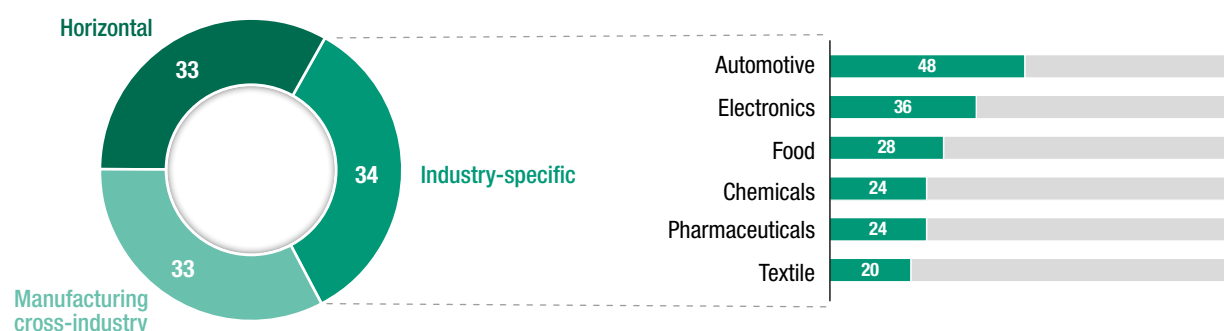 Horizontal
33
34
Industry-specific
33
Manufacturing
cross-industry
Automotive
48
Electronics
36
Food
28
Chemicals
24
Pharmaceuticals
24
Textile
20